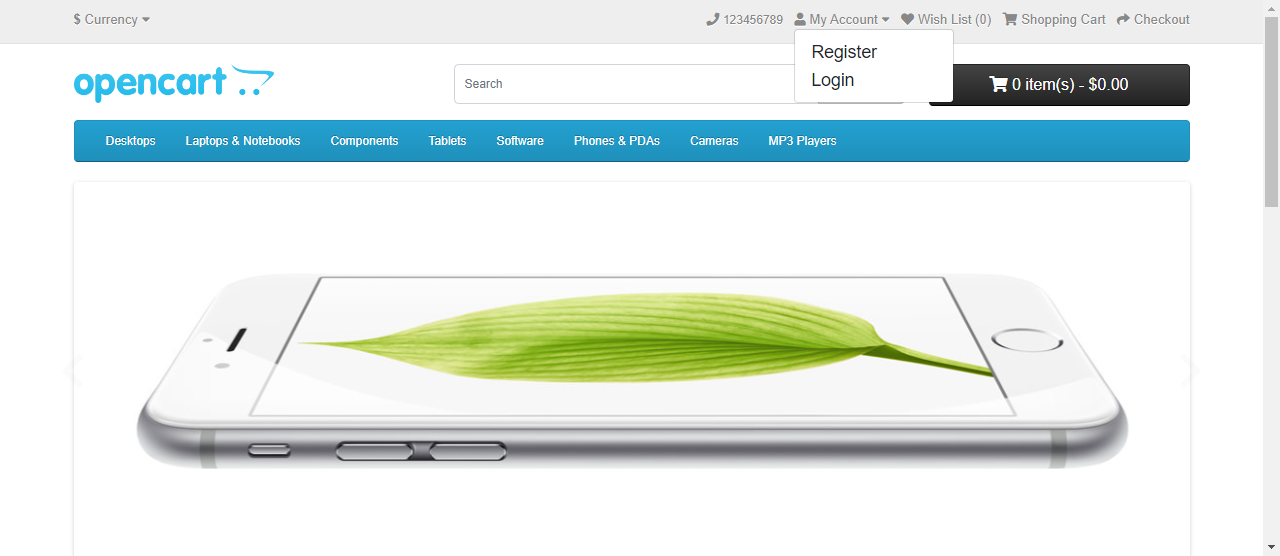 $ Currency
123456789 My Account Wish List (0) Shopping Cart Checkout
Register
Login
opencart
Search
0 item(s) - $0.00
Desktops Laptops & Notebooks Components Tablets Software Phones & PDAs Cameras MP3 Players